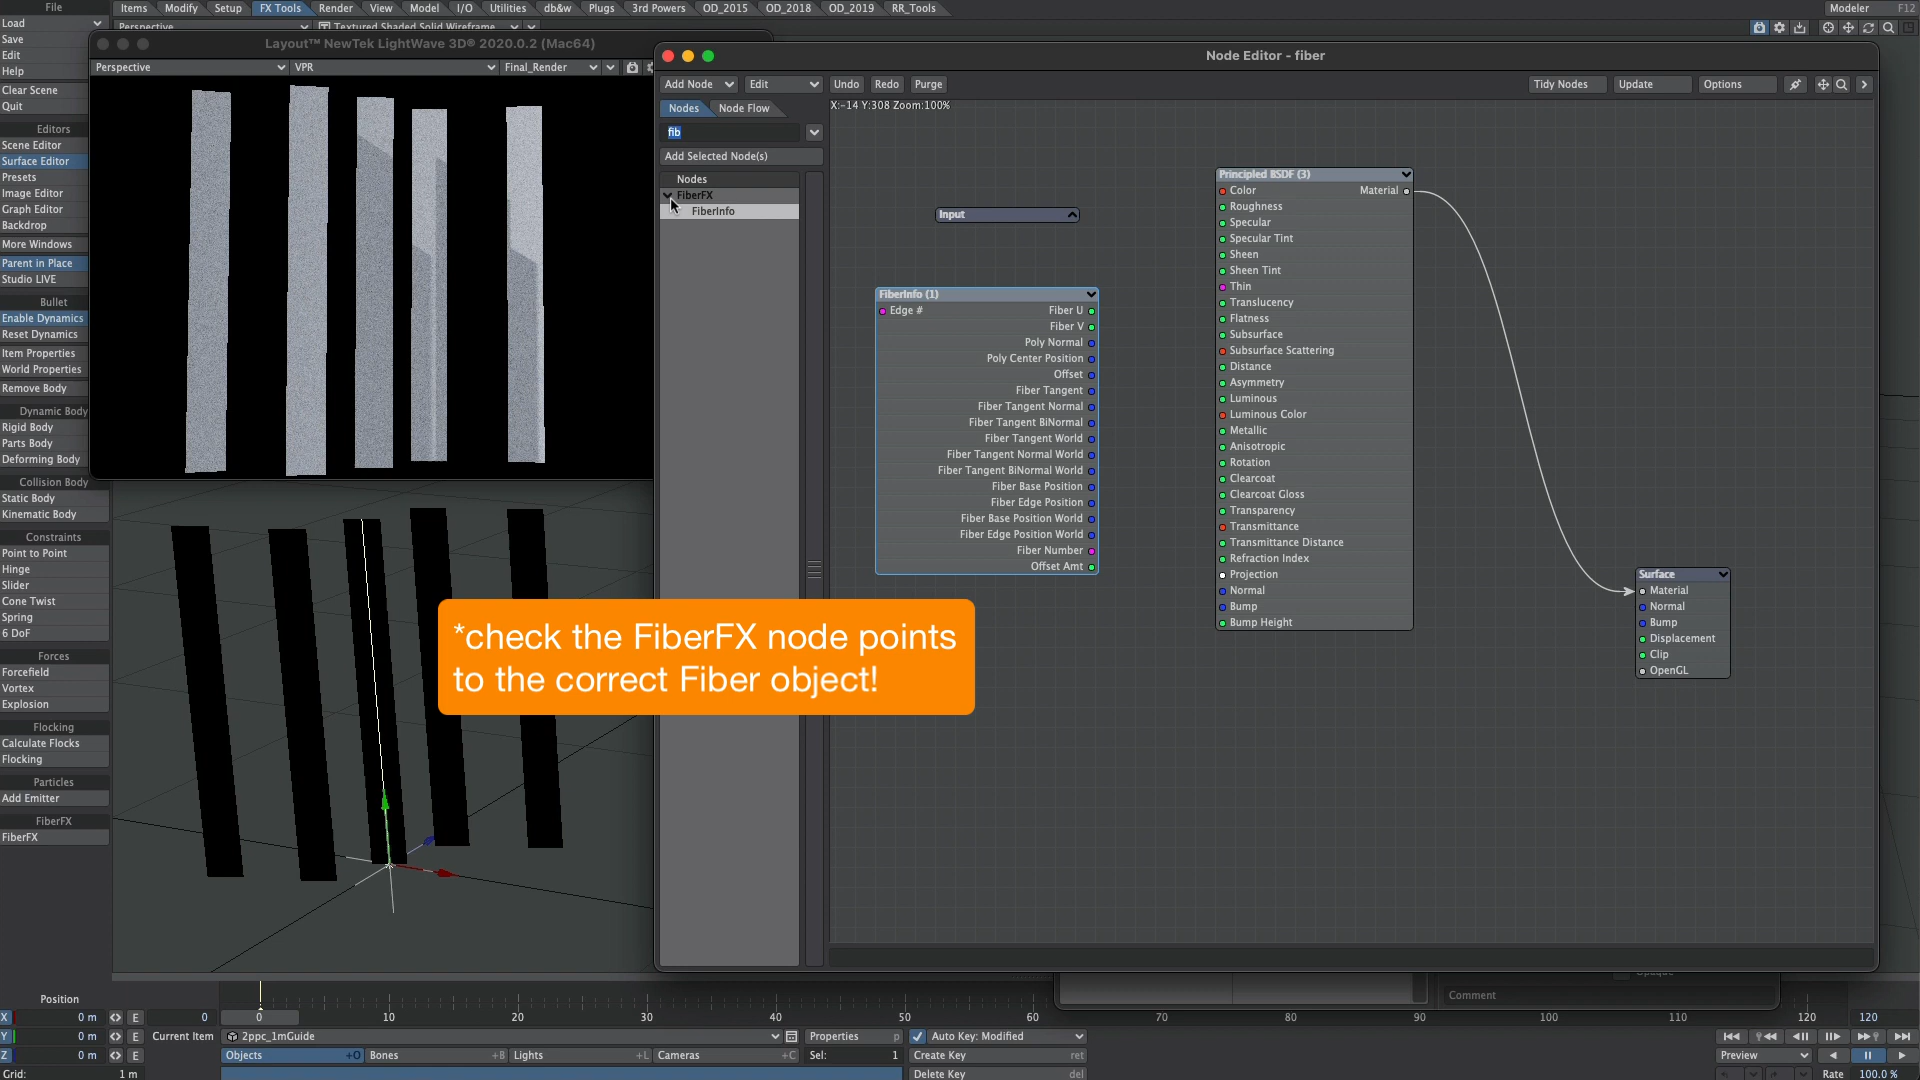 File
Items
Modify
Setup
FX Tools
Render
View
Model
I/O
Utilities
db&w
Plugs
3rd Powers
OD_2015
OD_2018
OD_2019
RR_Tools
Modeler
F12
Load
Save
Edit
Help
Clear Scene
Quit
Editors
Scene Editor
Surface Editor
Presets
Image Editor
Graph Editor
Backdrop
More Windows
Parent in Place
Studio LIVE
Bullet
Enable Dynamics
Reset Dynamics
Item Properties
World Properties
Remove Body
Dynamic Body
Rigid Body
Parts Body
Deforming Body
Collision Body
Static Body
Kinematic Body
Constraints
Point to Point
Hinge
Slider
Cone Twist
Spring
6 DoF
Forces
Forcefield
Vortex
Explosion
Flocking
Calculate Flocks
Flocking
Particles
Add Emitter
FiberFX
FiberFX
Perspective
Textured Shaded Solid Wireframe
Layout™ NewTek LightWave 3D® 2020.0.2 (Mac64)
Perspective
VPR
Final_Render
Node Editor - fiber
Add Node
Edit
Undo
Redo
Purge
Tidy Nodes
Update
Options
Nodes
Node Flow
X:-14 Y:308 Zoom:100%
fib
Add Selected Node(s)
Nodes
FiberFX
FiberInfo
Input
FiberInfo (1)
Edge #
Fiber U
Fiber V
Poly Normal
Poly Center Position
Offset
Fiber Tangent
Fiber Tangent Normal
Fiber Tangent BiNormal
Fiber Tangent World
Fiber Tangent Normal World
Fiber Tangent BiNormal World
Fiber Base Position
Fiber Edge Position
Fiber Base Position World
Fiber Edge Position World
Fiber Number
Offset Amt
Principled BSDF (3)
Color
Material
Roughness
Specular
Specular Tint
Sheen
Sheen Tint
Thin
Translucency
Flatness
Subsurface
Subsurface Scattering
Distance
Asymmetry
Luminous
Luminous Color
Metallic
Anisotropic
Rotation
Clearcoat
Clearcoat Gloss
Transparency
Transmittance
Transmittance Distance
Refraction Index
Projection
Normal
Bump
Bump Height
Surface
Material
Normal
Bump
Displacement
Clip
OpenGL
*check the FiberFX node points
to the correct Fiber object!
Opaque
Comment
Position
X 0 m E 0
Y 0 m E
Z 0 m E
Grid: 1 m
0 10 20 30 40 50 60 70 80 90 100 110 120 120
Current Item
2ppc_1mGuide
Properties p
Auto Key: Modified
Objects +O
Bones +B
Lights +L
Cameras +C
Sel: 1
Create Key ret
Delete Key del
Preview
Rate 100.0 %